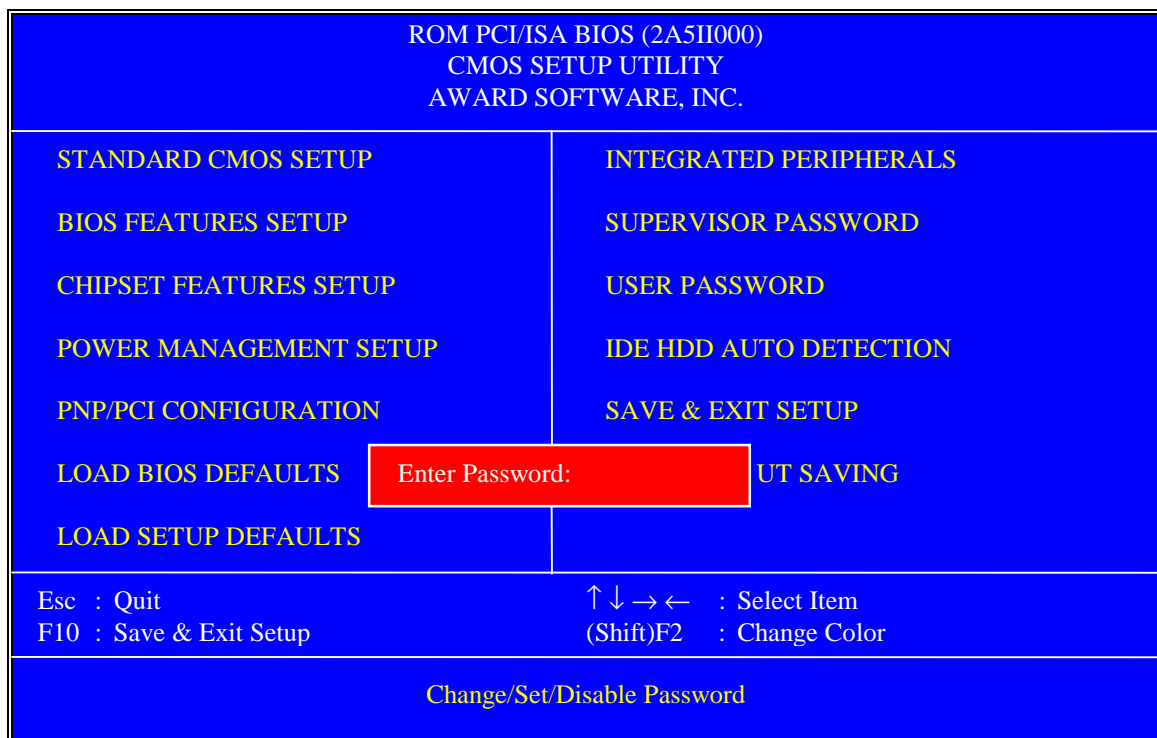 ROM PCI/ISA BIOS (2A5II000)
CMOS SETUP UTILITY
AWARD SOFTWARE, INC.
STANDARD CMOS SETUP
BIOS FEATURES SETUP
CHIPSET FEATURES SETUP
POWER MANAGEMENT SETUP
PNP/PCI CONFIGURATION
LOAD BIOS DEFAULTS
LOAD SETUP DEFAULTS
INTEGRATED PERIPHERALS
SUPERVISOR PASSWORD
USER PASSWORD
IDE HDD AUTO DETECTION
SAVE & EXIT SETUP
UT SAVING
Enter Password:
Esc : Quit
F10 : Save & Exit Setup
↑ ↓ → ← : Select Item
(Shift)F2 : Change Color
Change/Set/Disable Password